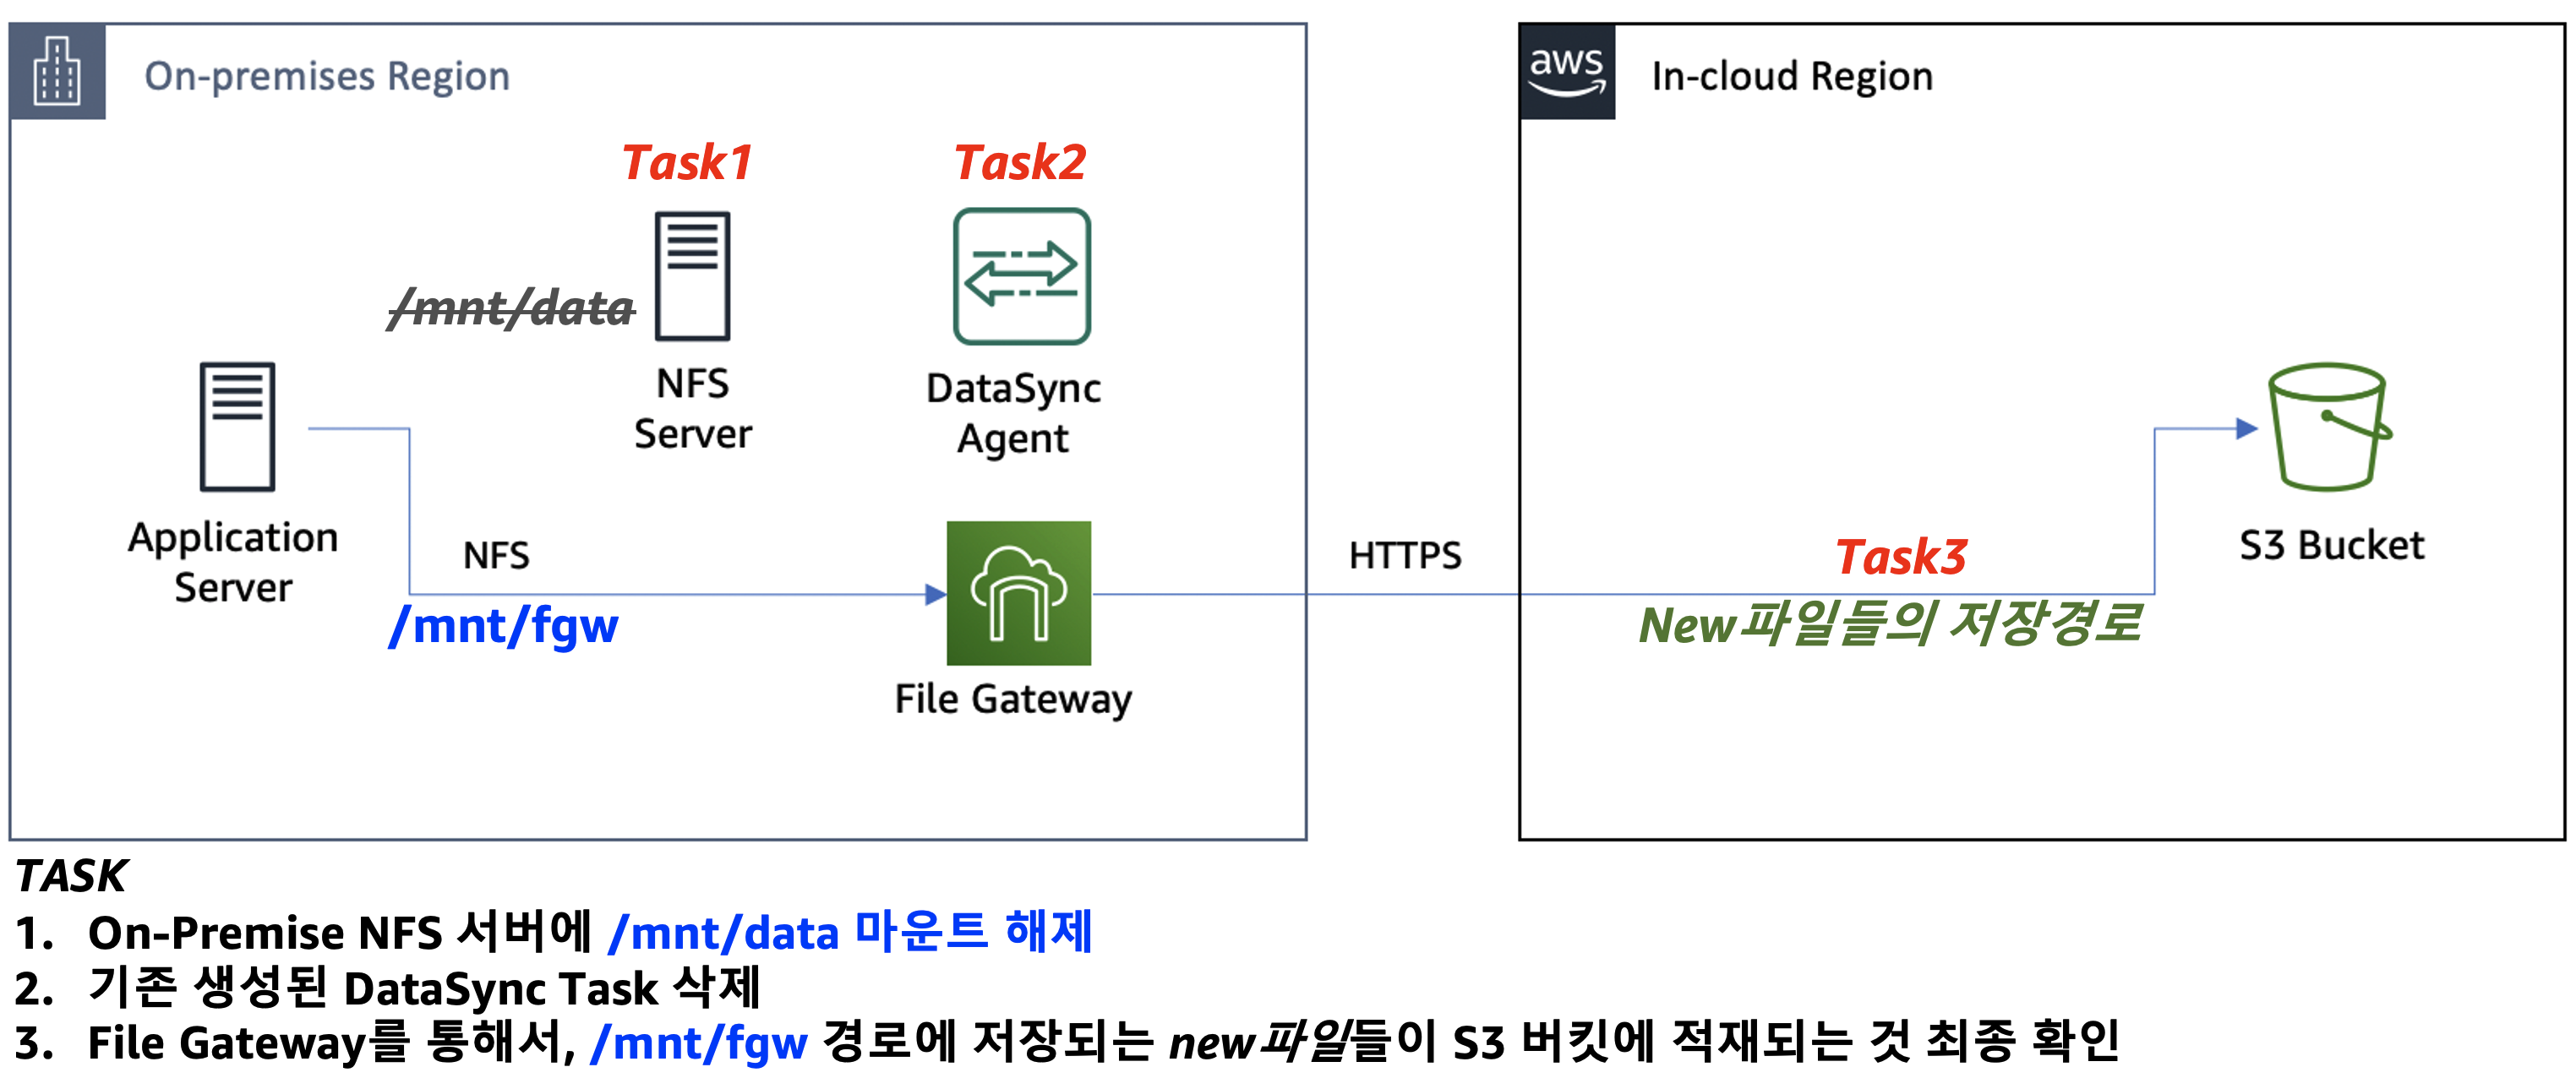 On-premises Region
aws
In-cloud Region
Task1
Task2
/mnt/data
NFS
Server
DataSync
Agent
Application
Server
NFS
/mnt/fgw
File Gateway
HTTPS
Task3
New파일들의 저장경로
S3 Bucket
TASK
1. On-Premise NFS 서버에 /mnt/data 마운트 해제
2. 기존 생성된 DataSync Task 삭제
3. File Gateway를 통해서, /mnt/fgw 경로에 저장되는 new파일들이 S3 버킷에 적재되는 것 최종 확인